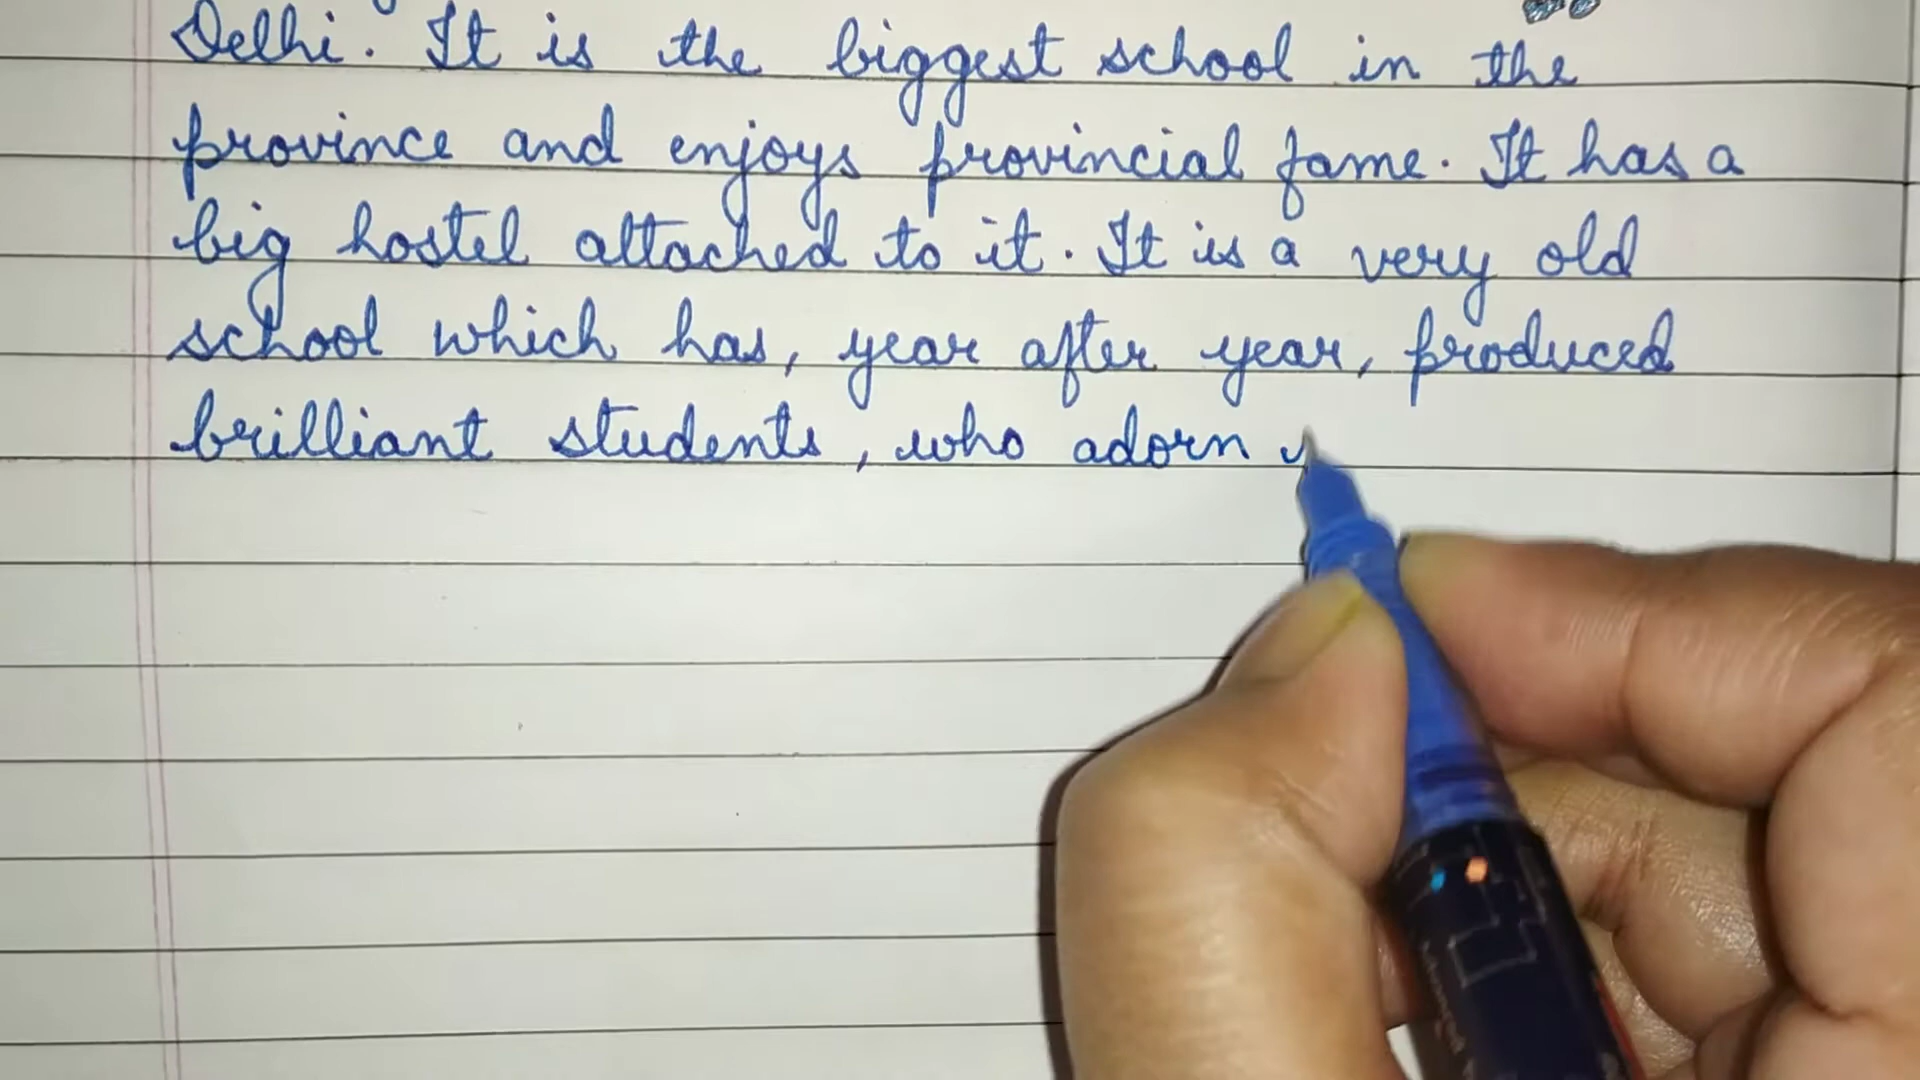 Delhi. It is the biggest school in the
province and enjoys provincial fame. It has a
big hostel attached to it. It is a very old
school which has, year after year, produced
brilliant students, who adorn